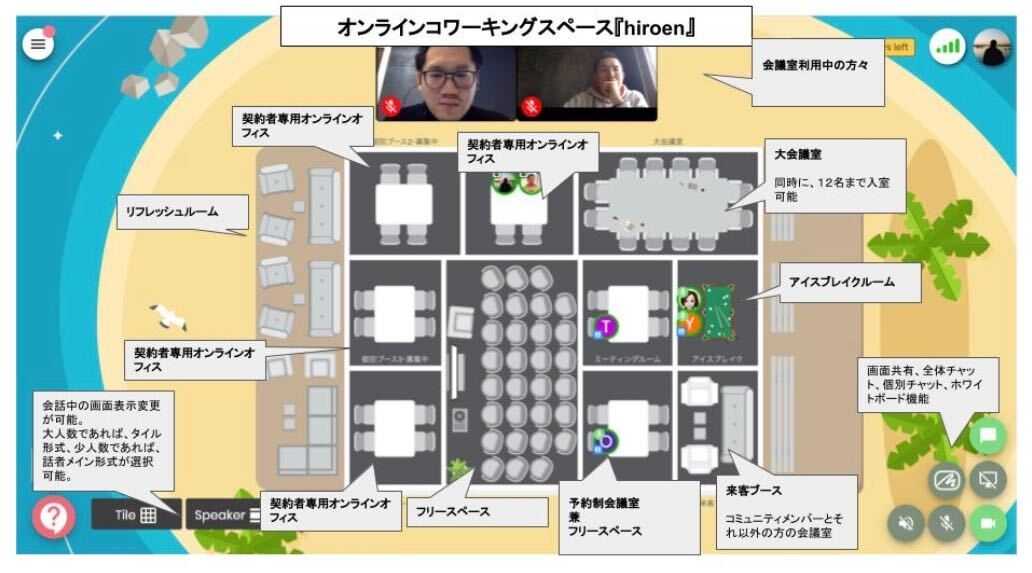 オンラインコワーキングスペース『hiroen』
s left
会議室利用中の方々
契約者専用オンラインオ
フィス
契約者専用オンラインオ
フィス
大会議室
大会議室
同時に、12名まで入室
可能
リフレッシュルーム
アイスブレイクルーム
契約者専用オンラインオ
フィス
T
Y
ミーティングルーム
アイスブレイク
画面共有、全体チャッ
ト、個別チャット、ホワイ
トボード機能
会話中の画面表示変更
が可能。
大人数であれば、タイル
形式、少人数であれば、
話者メイン形式が選択
可能。
Tile
Speaker
契約者専用オンラインオ
フィス
フリースペース
予約制会議室
兼
フリースペース
来客ブース
コミュニティメンバーとそ
れ以外の方の会議室